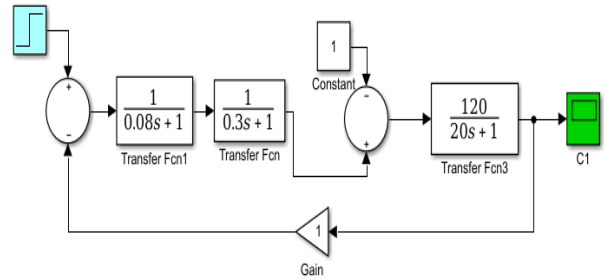 1
Constant
+
−
1
0.08s + 1
Transfer Fcn1
1
0.3s + 1
Transfer Fcn
−
+
120
20s + 1
Transfer Fcn3
C1
1
Gain